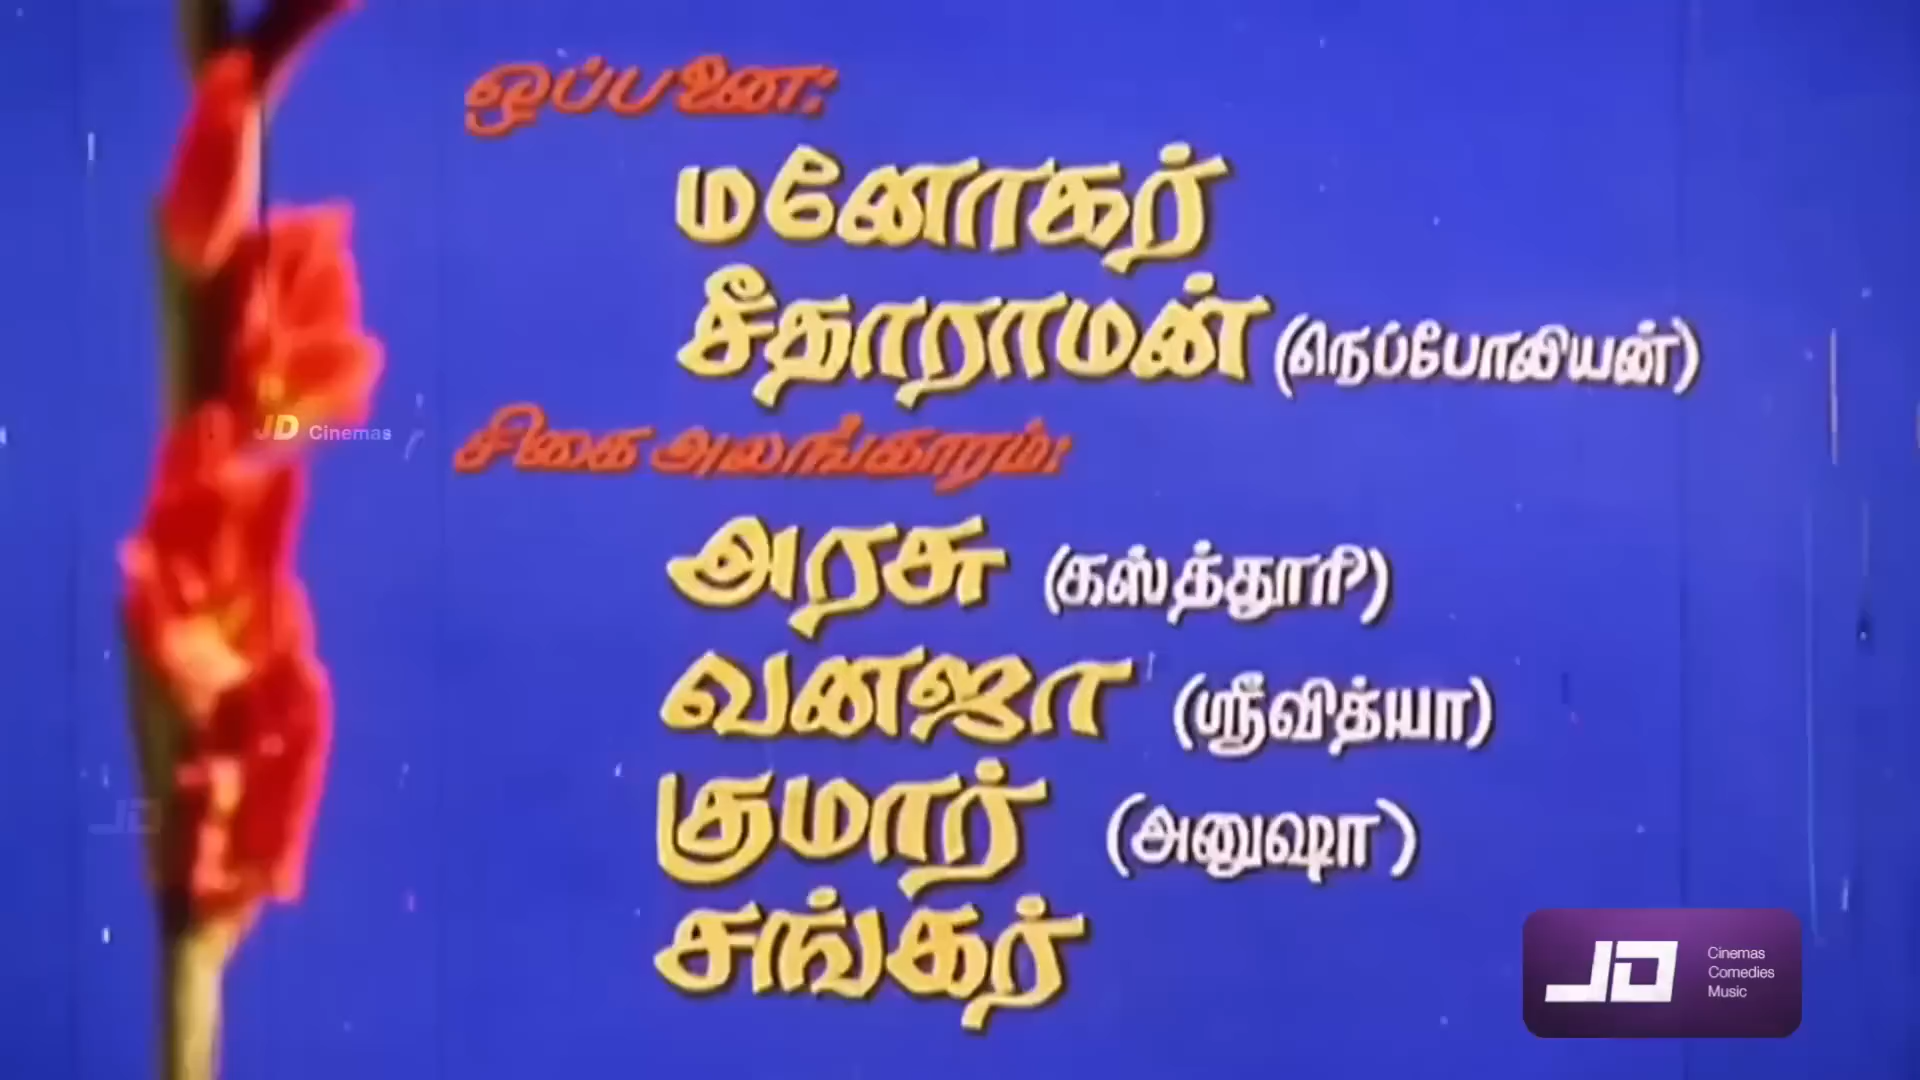 ஒப்பனை:
மனோகர்
சீதாராமன் (நெப்போலியன்)
JD Cinemas
சிகை அலங்காரம்:
அரசு (கஸ்த்தூரி)
வனஜா (ஸ்ரீவித்யா)
குமார் (அனுஷா)
JD
சங்கர்
JD Cinemas
Comedies
Music